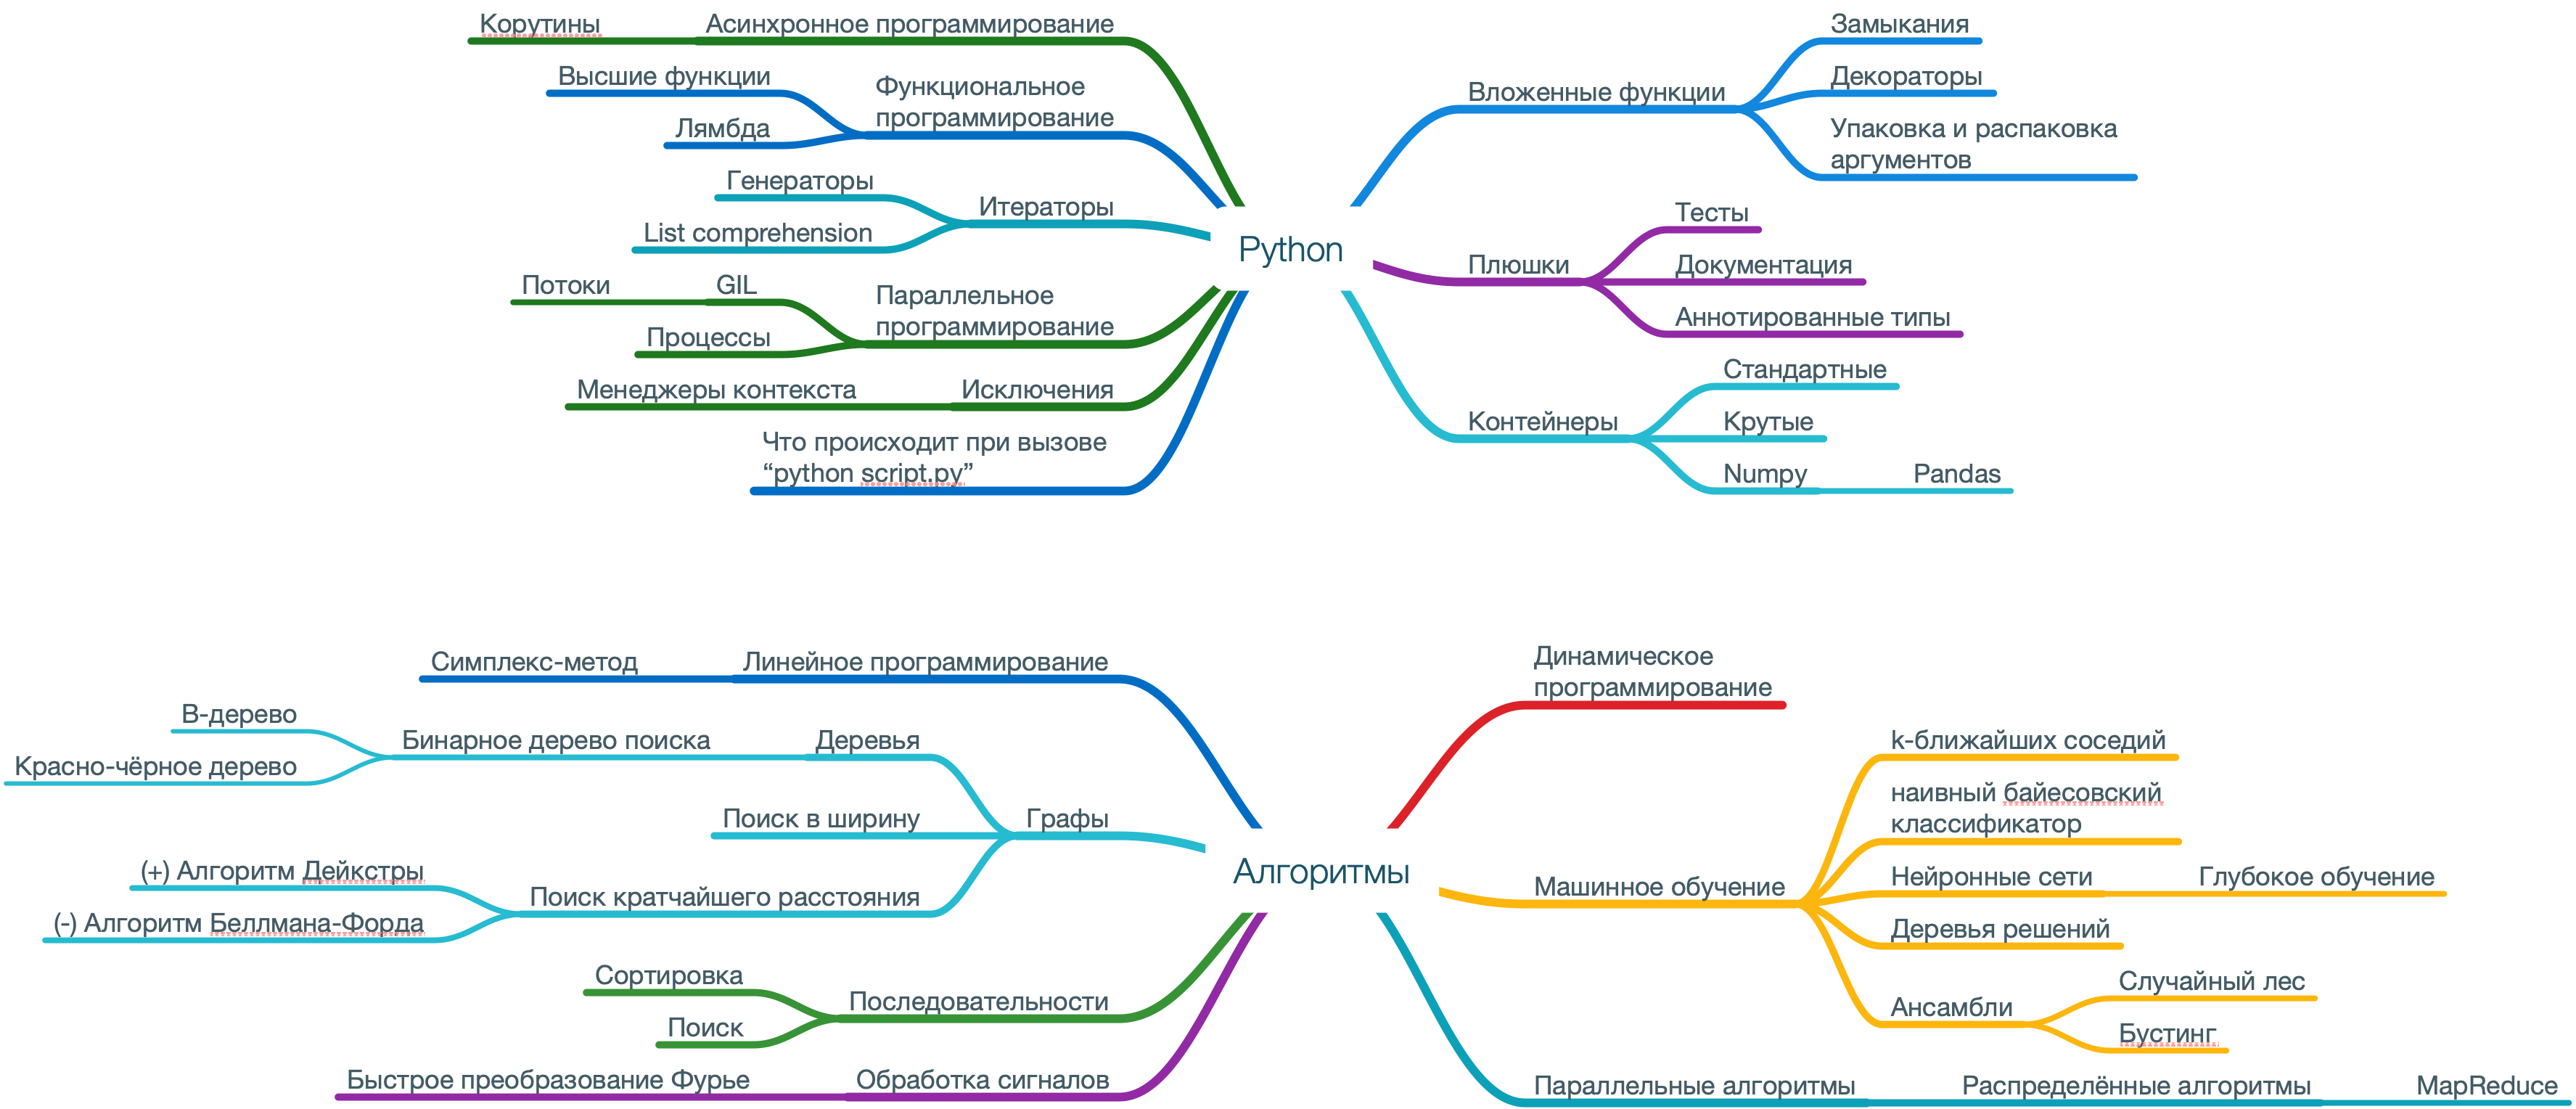 Корутины
Асинхронное программирование
Высшие функции
Лямбда
Функциональное
программирование
Генераторы
List comprehension
Итераторы
Потоки
GIL
Процессы
Параллельное
программирование
Менеджеры контекста
Исключения
Что происходит при вызове
“python script.py”
Python
Вложенные функции
Замыкания
Декораторы
Упаковка и распаковка
аргументов
Плюшки
Тесты
Документация
Аннотированные типы
Контейнеры
Стандартные
Крутые
Numpy
Pandas
Симплекс-метод
Линейное программирование
В-дерево
Красно-чёрное дерево
Бинарное дерево поиска
Деревья
Поиск в ширину
Графы
(+) Алгоритм Дейкстры
(-) Алгоритм Беллмана-Форда
Поиск кратчайшего расстояния
Сортировка
Поиск
Последовательности
Быстрое преобразование Фурье
Обработка сигналов
Алгоритмы
Динамическое
программирование
Машинное обучение
k-ближайших соседий
наивный байесовский
классификатор
Нейронные сети
Глубокое обучение
Деревья решений
Ансамбли
Случайный лес
Бустинг
Параллельные алгоритмы
Распределённые алгоритмы
MapReduce